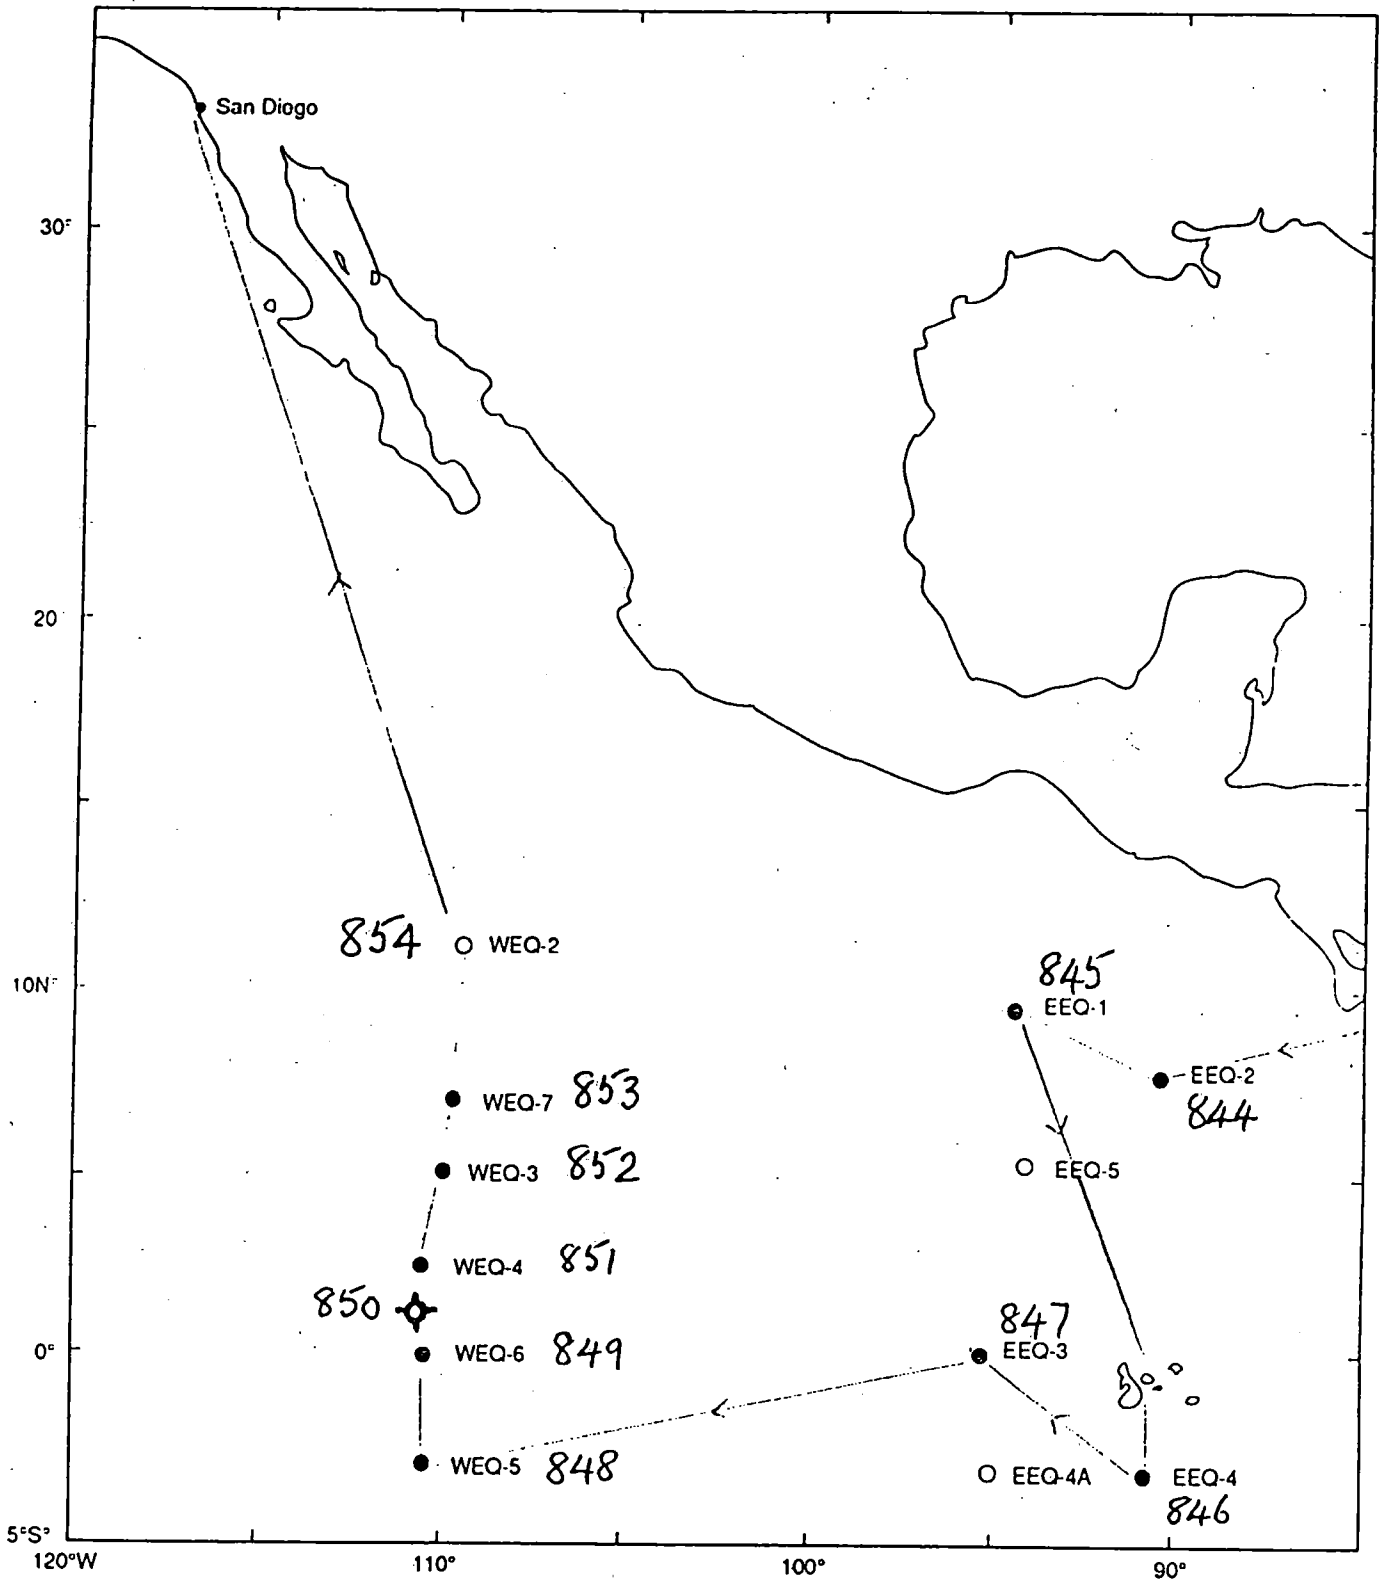 San Diego
30°
20
854 WEQ-2
10N°
845
EEQ-1
EEQ-2
844
WEQ-7 853
WEQ-3 852
EEQ-5
WEQ-4 851
850
847
0°
WEQ-6 849
EEQ-3
WEQ-5 848
EEQ-4A
EEQ-4
846
5°S°
120°W
110°
100°
90°